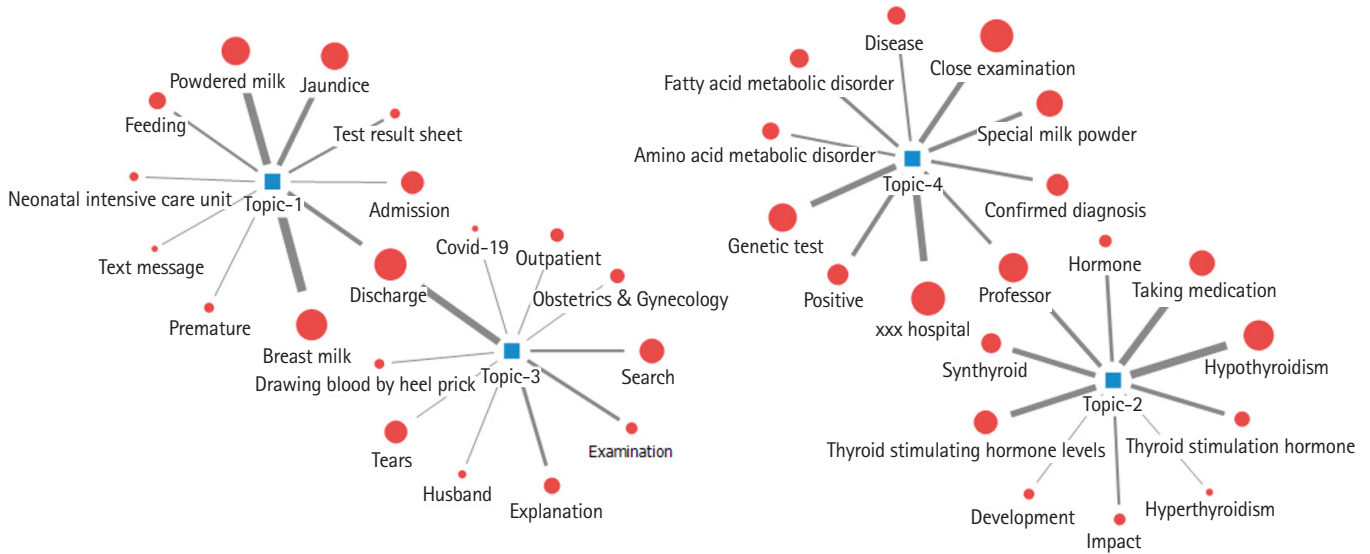 Powdered milk
Jaundice
Feeding
Test result sheet
Neonatal intensive care unit
Topic-1
Admission
Text message
Premature
Breast milk
Discharge
Covid-19
Outpatient
Obstetrics & Gynecology
Drawing blood by heel prick
Topic-3
Search
Tears
Husband
Explanation
Examination
Disease
Close examination
Fatty acid metabolic disorder
Special milk powder
Amino acid metabolic disorder
Topic-4
Confirmed diagnosis
Genetic test
Positive
xxx hospital
Professor
Hormone
Taking medication
Synthyroid
Hypothyroidism
Topic-2
Thyroid stimulating hormone levels
Thyroid stimulation hormone
Development
Impact
Hyperthyroidism